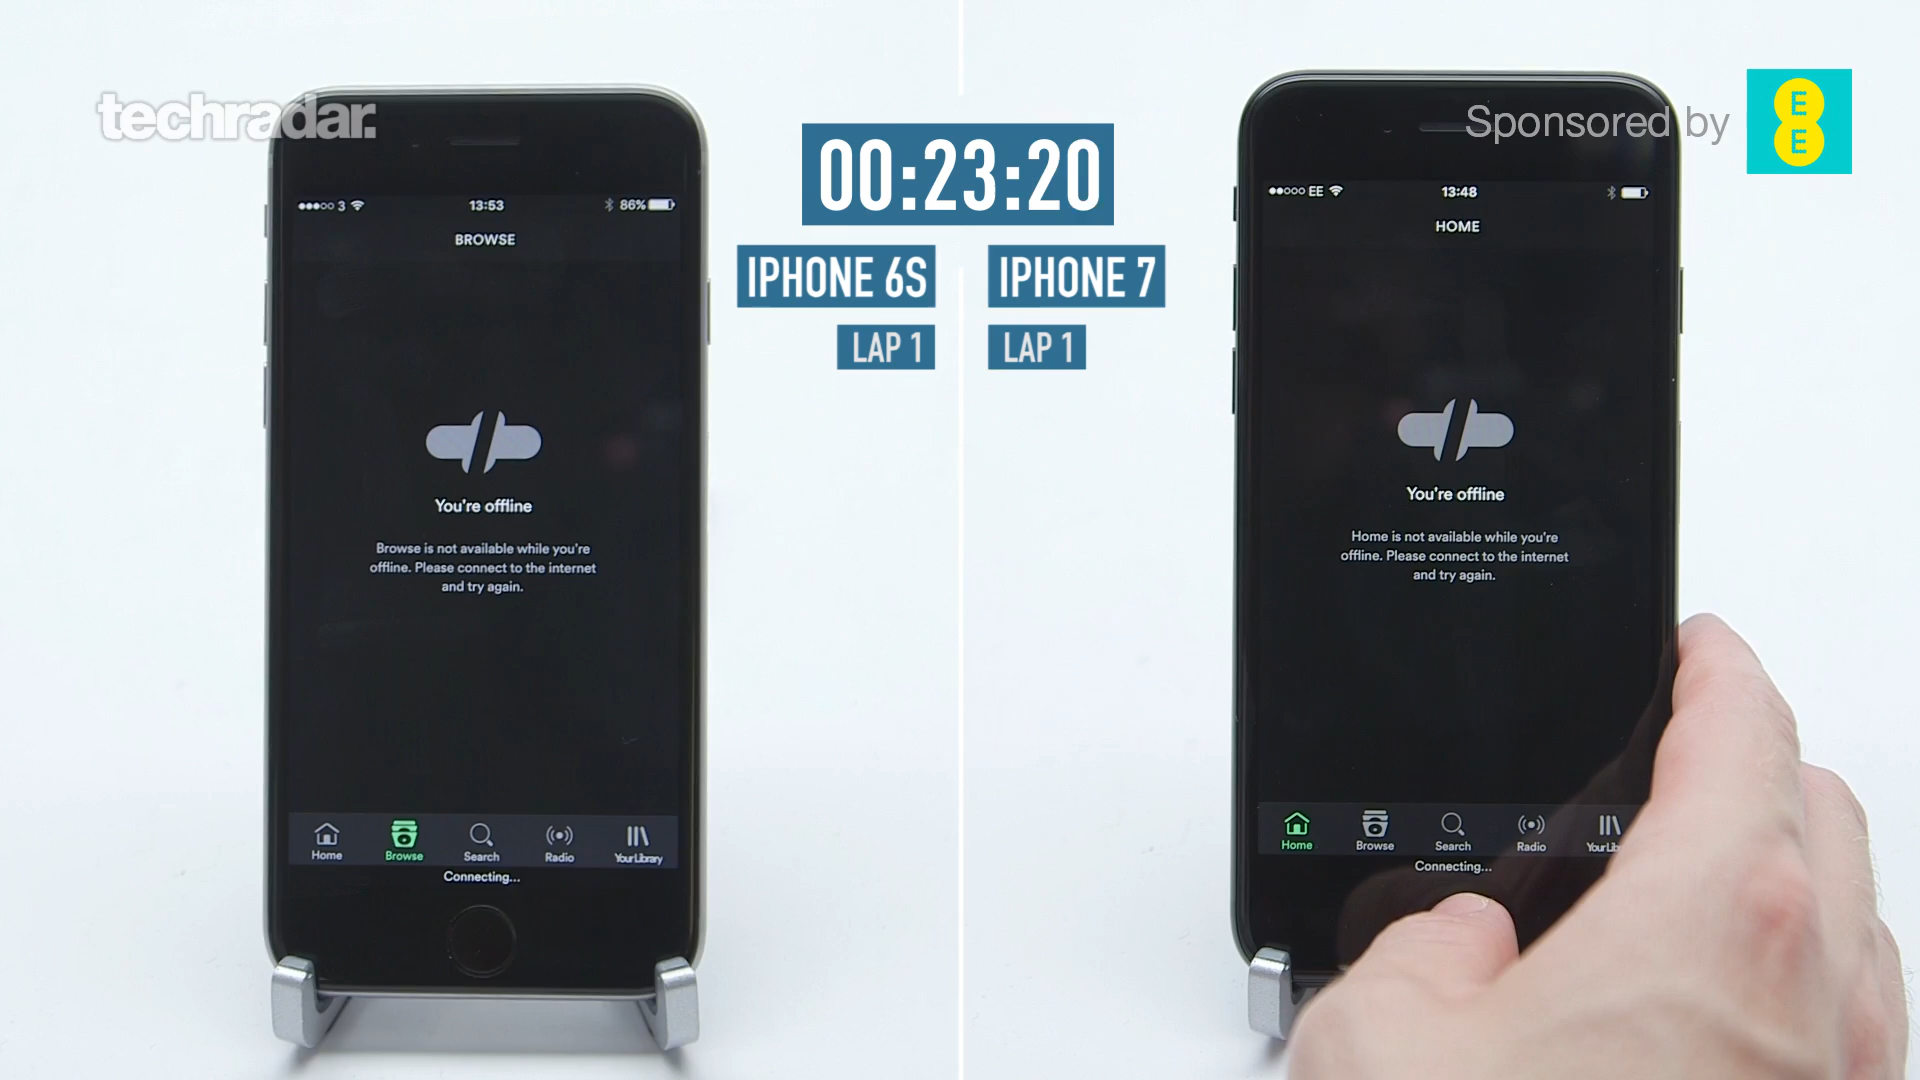 techradar.
Sponsored by
EE
00:23:20
IPHONE 6S
IPHONE 7
LAP 1
LAP 1
3
13:53
86%
BROWSE
You're offline
Browse is not available while you're
offline. Please connect to the internet
and try again.
Home
Browse
Search
Radio
Your Library
Connecting...
EE
13:48
HOME
You're offline
Home is not available while you're
offline. Please connect to the internet
and try again.
Home
Browse
Search
Radio
Connecting...